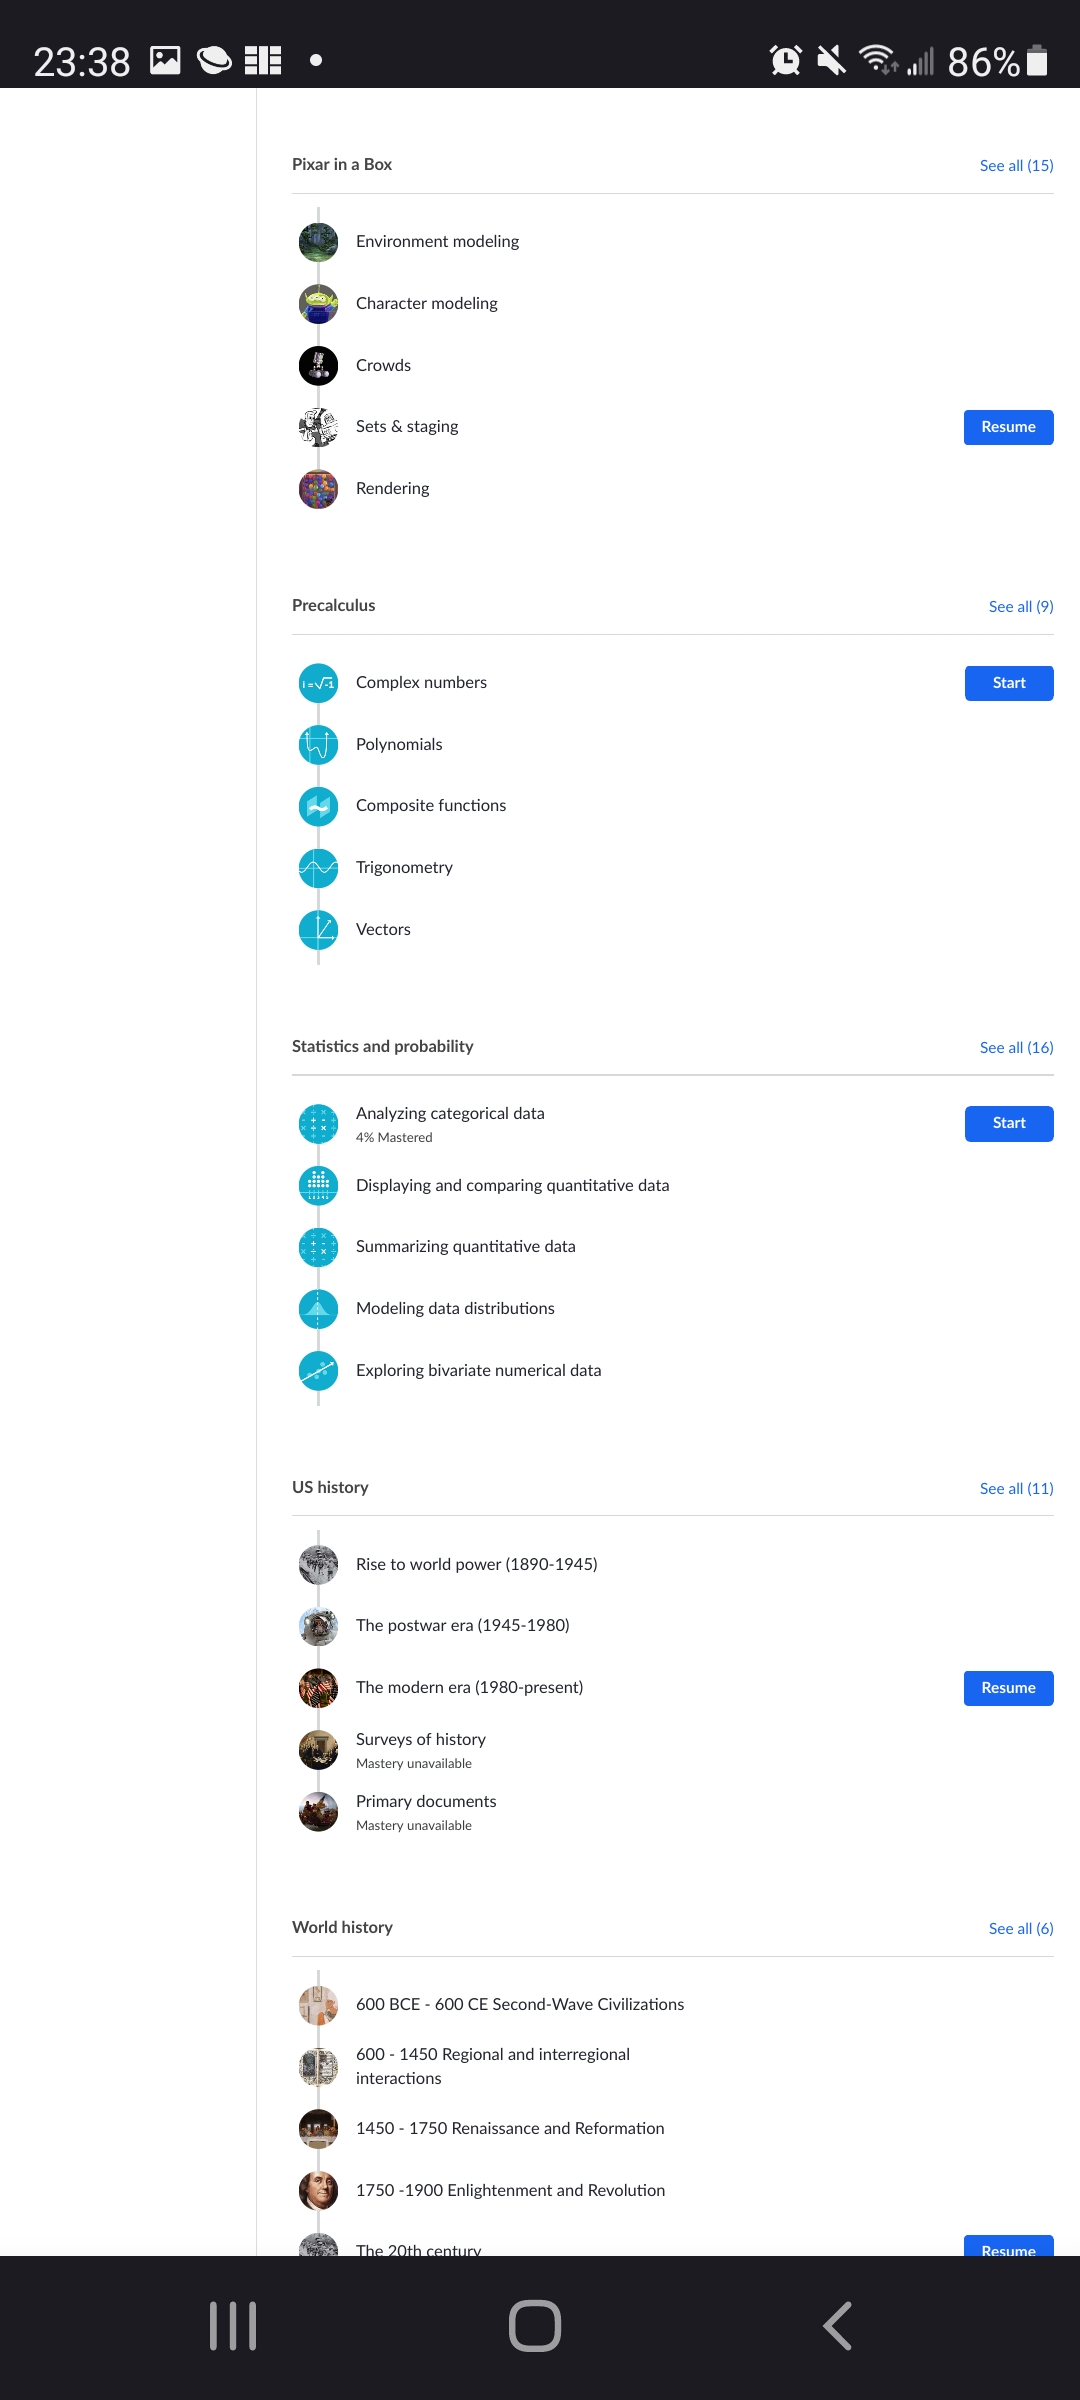 23:38
86%
Pixar in a Box
See all (15)
Environment modeling
Character modeling
Crowds
Sets & staging
Resume
Rendering
Precalculus
See all (9)
i = √-1
Complex numbers
Start
Polynomials
Composite functions
Trigonometry
Vectors
Statistics and probability
See all (16)
Analyzing categorical data
4% Mastered
Start
Displaying and comparing quantitative data
Summarizing quantitative data
Modeling data distributions
Exploring bivariate numerical data
US history
See all (11)
Rise to world power (1890-1945)
The postwar era (1945-1980)
The modern era (1980-present)
Resume
Surveys of history
Mastery unavailable
Primary documents
Mastery unavailable
World history
See all (6)
600 BCE - 600 CE Second-Wave Civilizations
600 - 1450 Regional and interregional
interactions
1450 - 1750 Renaissance and Reformation
1750 -1900 Enlightenment and Revolution
The 20th century
Resume